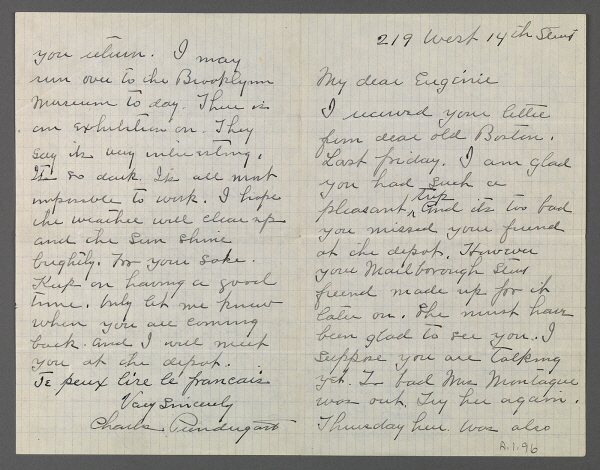 219 West 14th Street
My dear Eugénie
I received your letter
from dear old Boston.
Last friday. I am glad
you had such a
pleasant trip and its too bad
you missed your friend
at the depot. However
your Marlborough Street
friend made up for it
later on. She must have
been glad to see you. I
suppose you are talking
yet. To bad Mrs Montague
was out. Try her again.
Thursday here was also
you return. I may
run over to the Brooklynn
Museum to day. There is
an exhibition on. They
say its very interesting.
Its so dark. Its all most
impossible to work. I hope
the weather will clear up
and the sun shine
brightly. For your sake.
Keep on having a good
time. Only let me know
when you are coming
back and I will meet
you at the depot.
Je peux lire le francais
Very Sincerely
Charles Prendergast
A.1.96